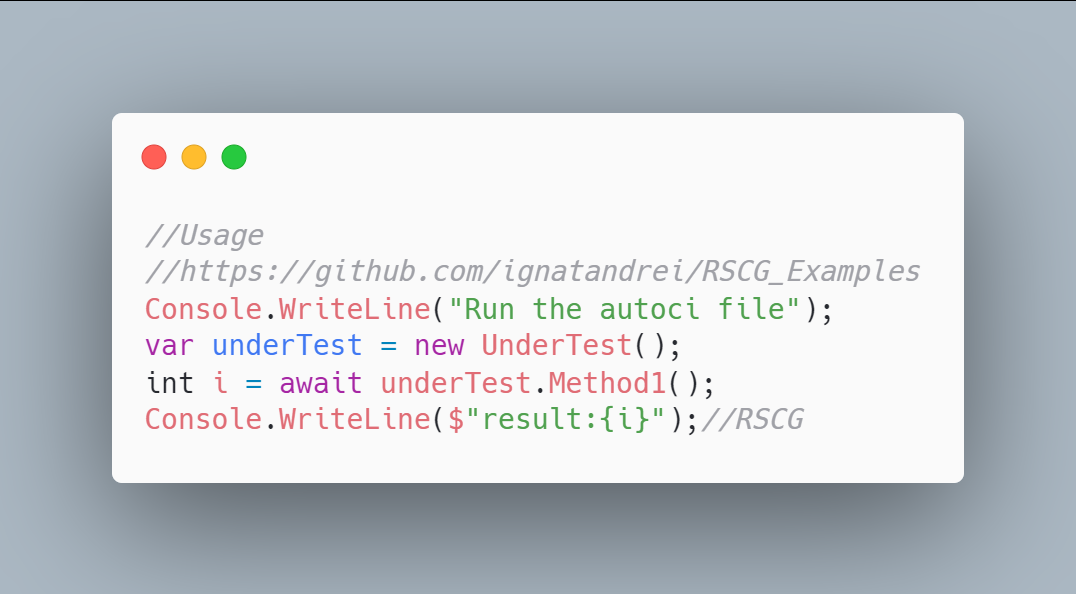 //Usage
//https://github.com/ignatandrei/RSCG_Examples
Console.WriteLine("Run the autoci file");
var underTest = new UnderTest();
int i = await underTest.Method1();
Console.WriteLine($"result:{i}");//RSCG